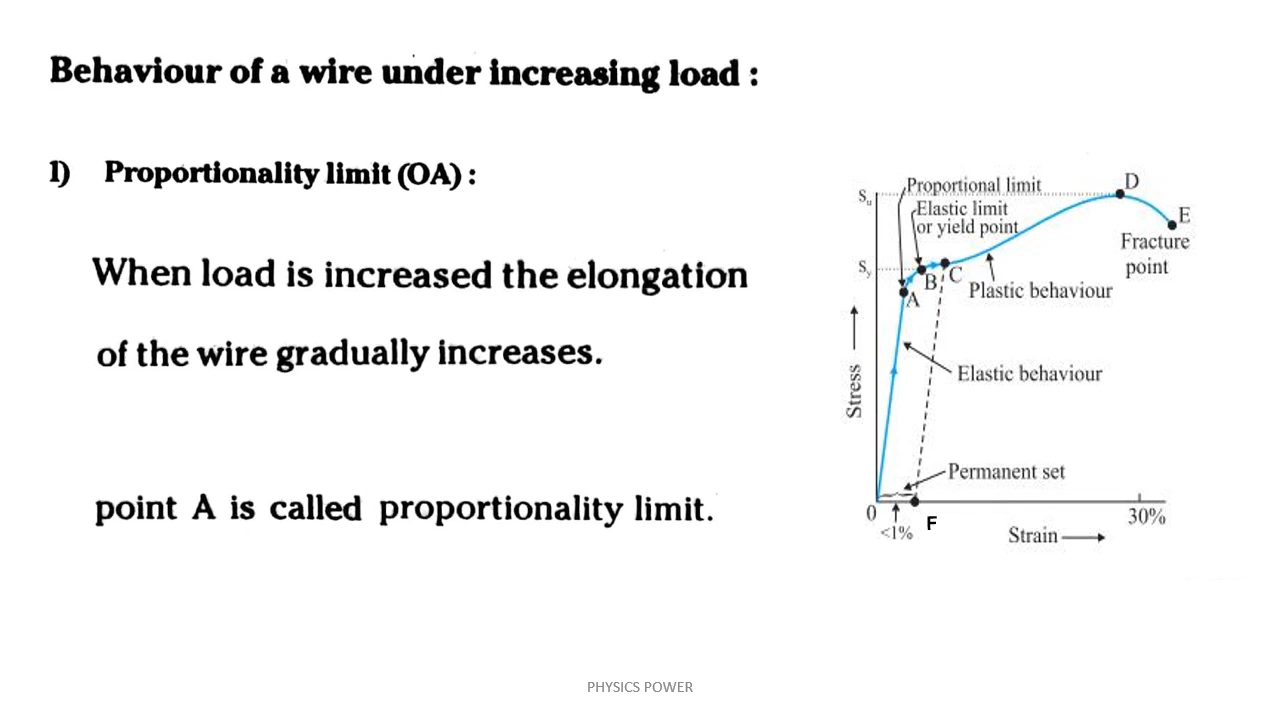 Behaviour of a wire under increasing load :
1) Proportionality limit (OA) :
When load is increased the elongation
of the wire gradually increases.
point A is called proportionality limit.
Proportional limit
D
Sᵤ
Elastic limit
or yield point
E
Fracture
point
Sᵧ
B
C
Plastic behaviour
A
Elastic behaviour
Stress
Permanent set
0
<1%
F
30%
Strain
PHYSICS POWER